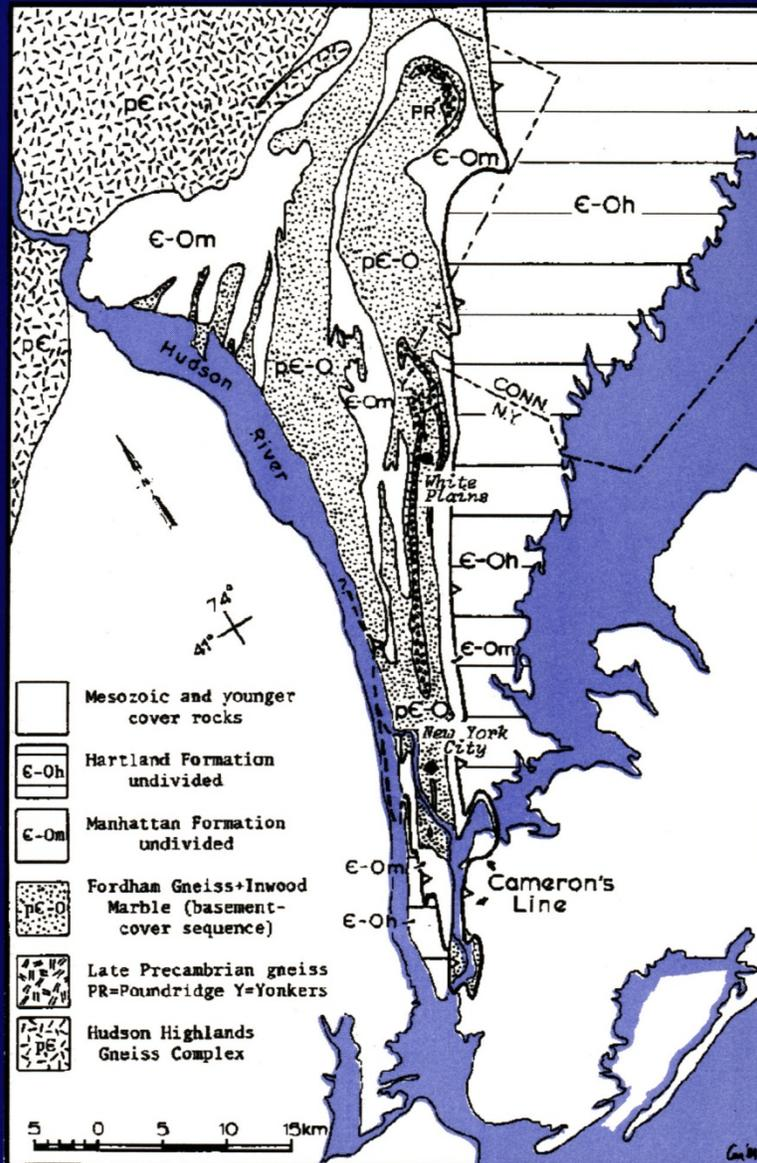 pЄ
PR
Є-Om
Є-Oh
Є-Om
pЄ-O
pЄ
Hudson
River
pЄ-O
Є-Om
Y
CONN.
N.Y.
White
Plains
Є-Oh
74°
41°
Є-Om
pЄ-O
New York
City
Є-Om
Є-Oh
Cameron's
Line
Mesozoic and younger
cover rocks
Є-Oh
Hartland Formation
undivided
Є-Om
Manhattan Formation
undivided
pЄ-O
Fordham Gneiss+Inwood
Marble (basement-
cover sequence)
Late Precambrian gneiss
PR=Poundridge Y=Yonkers
pЄ
Hudson Highlands
Gneiss Complex
5 0 5 10 15km